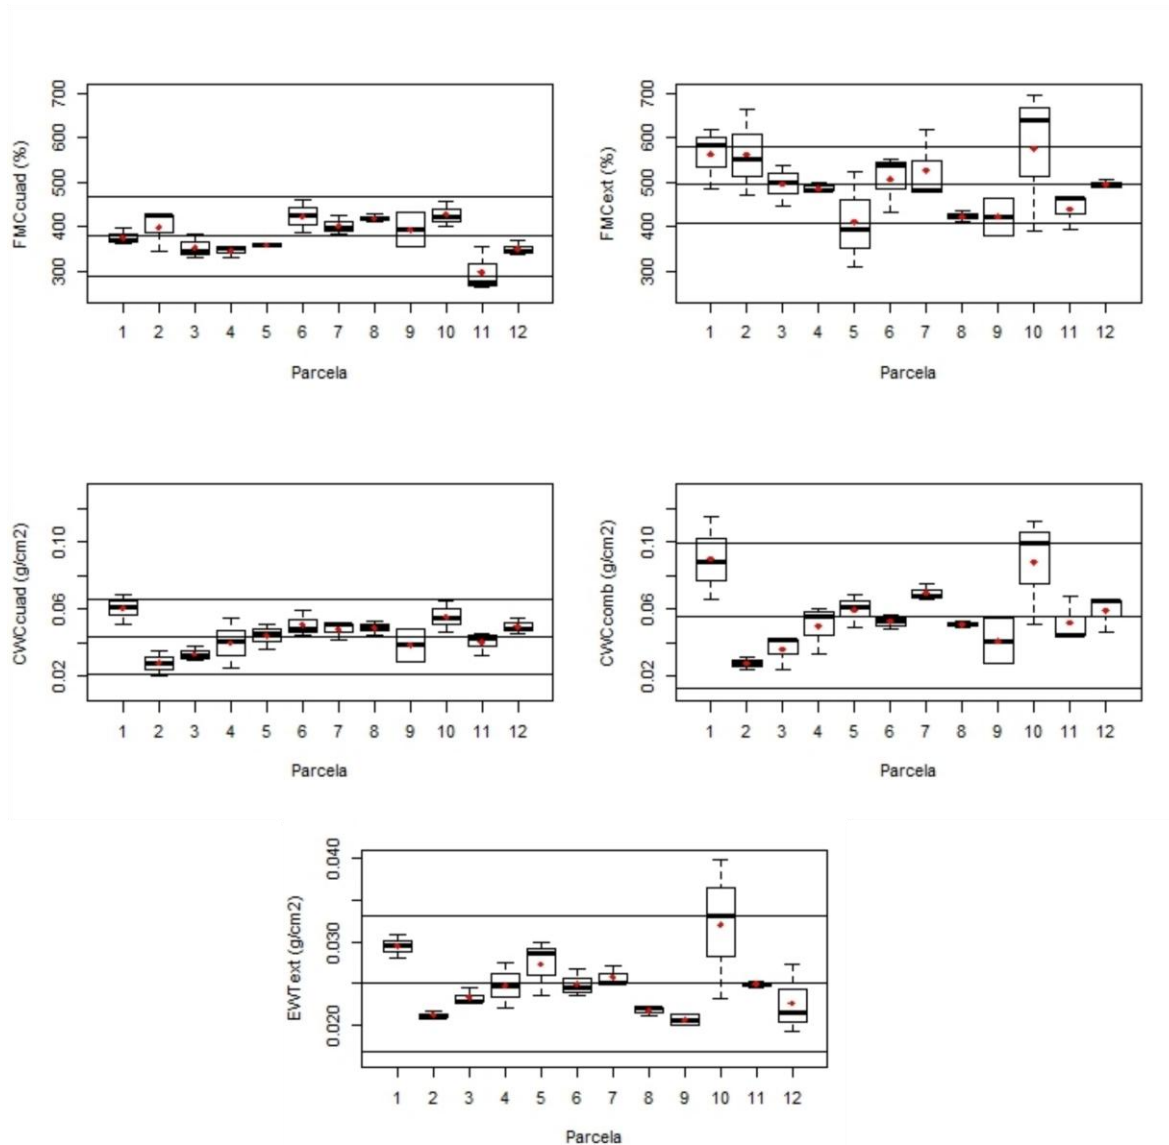 FMCcuad (%)
700
600
500
400
300
1 2 3 4 5 6 7 8 9 10 11 12
Parcela
FMCext (%)
700
600
500
400
300
1 2 3 4 5 6 7 8 9 10 11 12
Parcela
CWCcuad (g/cm2)
0.10
0.06
0.02
1 2 3 4 5 6 7 8 9 10 11 12
Parcela
CWCcomb (g/cm2)
0.10
0.06
0.02
1 2 3 4 5 6 7 8 9 10 11 12
Parcela
EWText (g/cm2)
0.040
0.030
0.020
1 2 3 4 5 6 7 8 9 10 11 12
Parcela